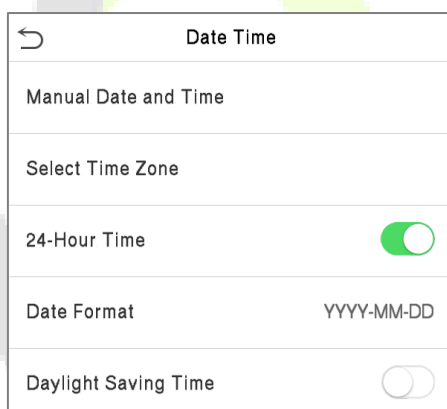 Date Time
Manual Date and Time
Select Time Zone
24-Hour Time
Date Format YYYY-MM-DD
Daylight Saving Time